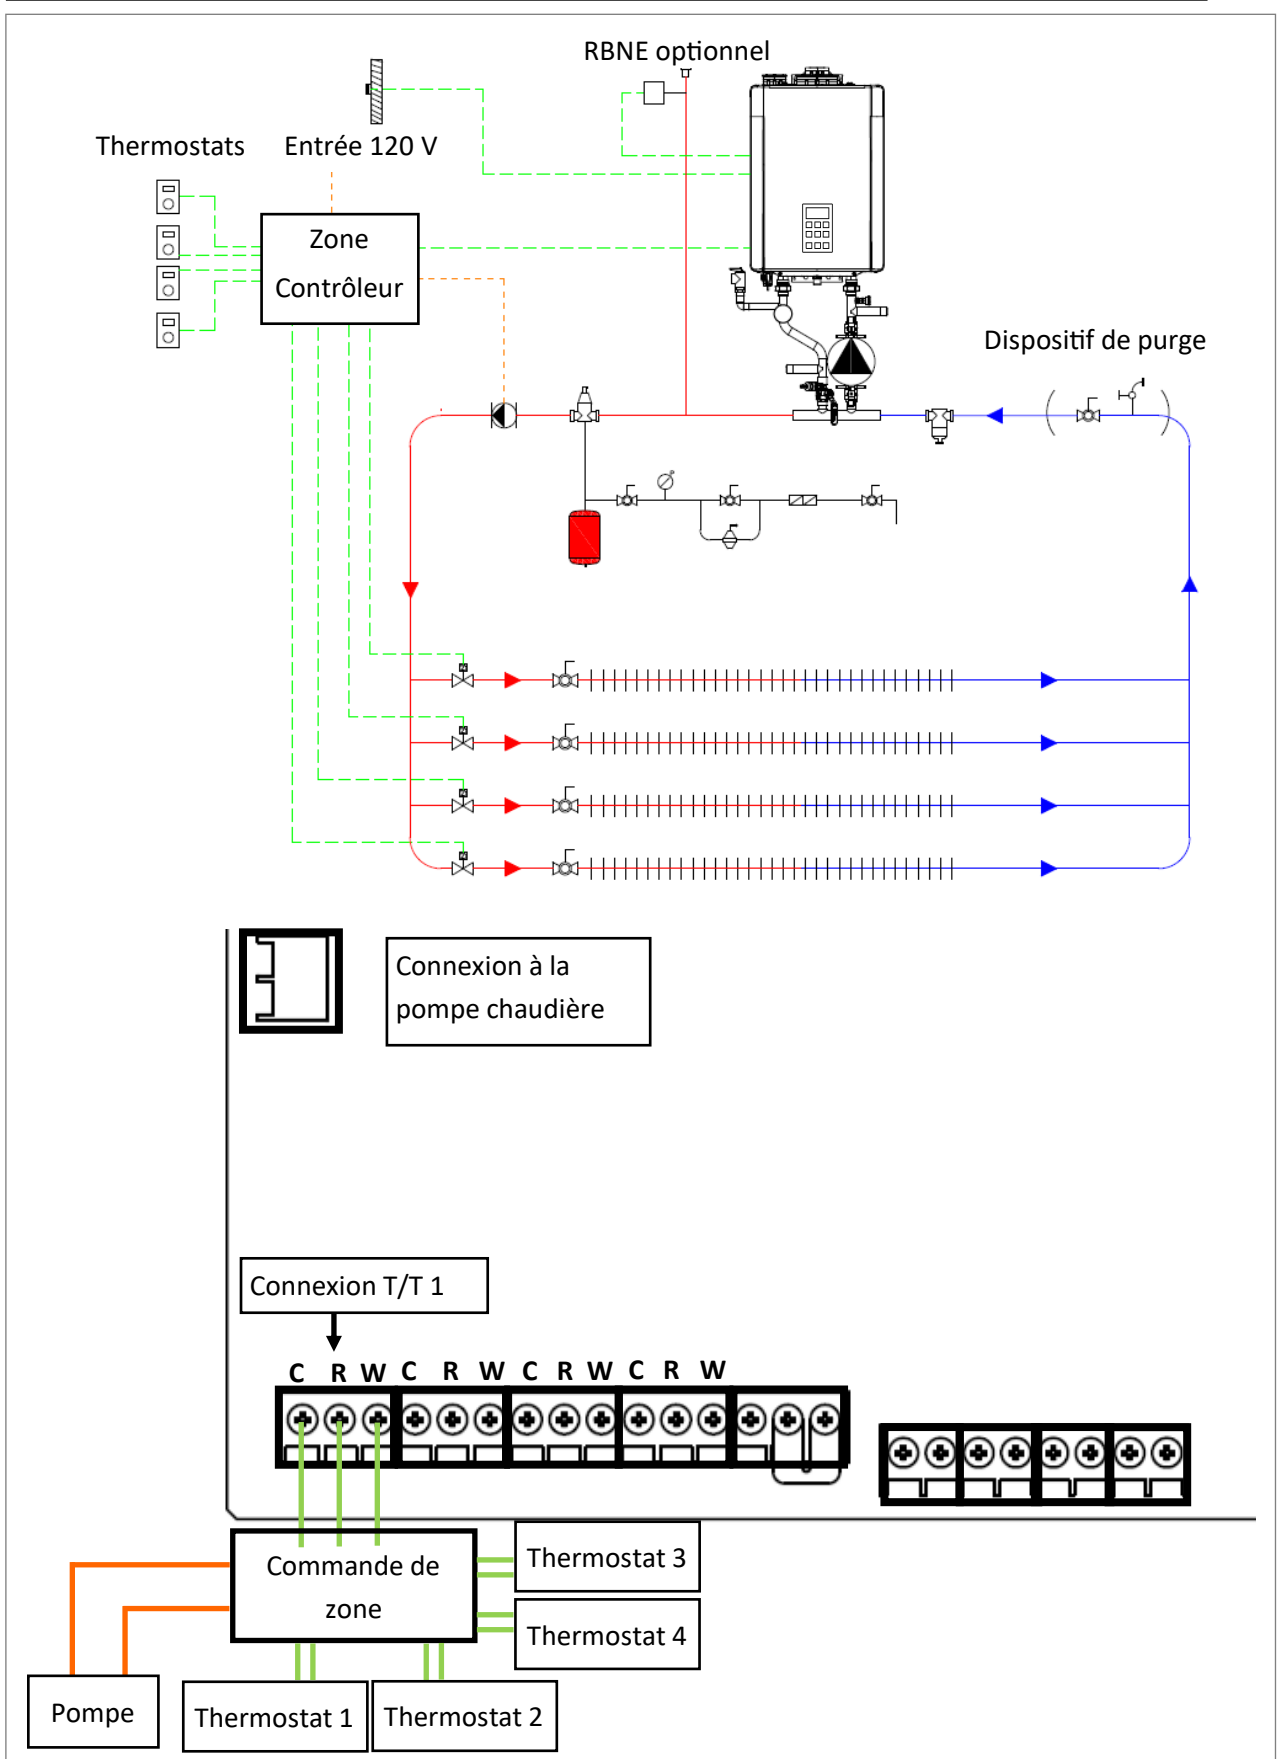 RBNE optionnel
Thermostats
Entrée 120 V
Zone
Contrôleur
Dispositif de purge
Connexion à la
pompe chaudière
Connexion T/T 1
C R W C R W C R W C R W
Commande de
zone
Thermostat 3
Thermostat 4
Pompe
Thermostat 1
Thermostat 2